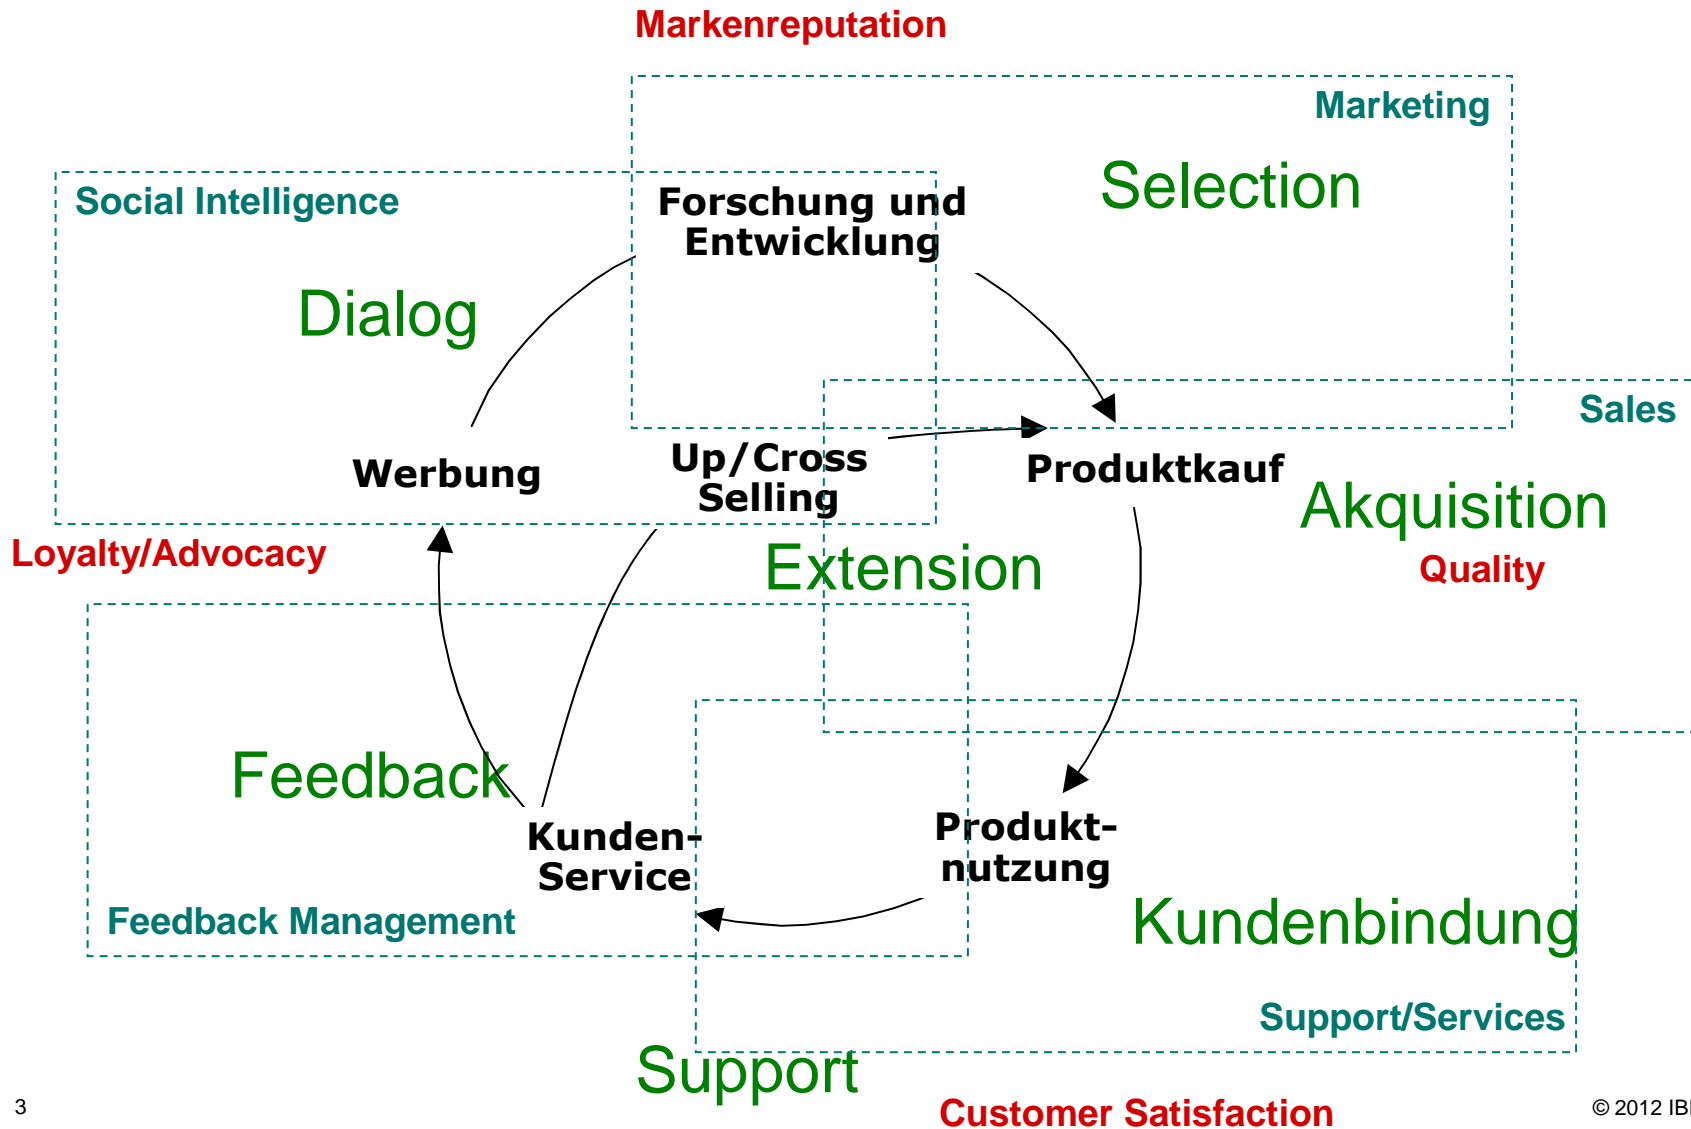 Markenreputation
Marketing
Selection
Social Intelligence
Forschung und
Entwicklung
Dialog
Sales
Werbung
Up/Cross
Selling
Produktkauf
Akquisition
Loyalty/Advocacy
Extension
Quality
Feedback
Kunden-
Service
Produkt-
nutzung
Feedback Management
Kundenbindung
Support/Services
Support
3
Customer Satisfaction
© 2012